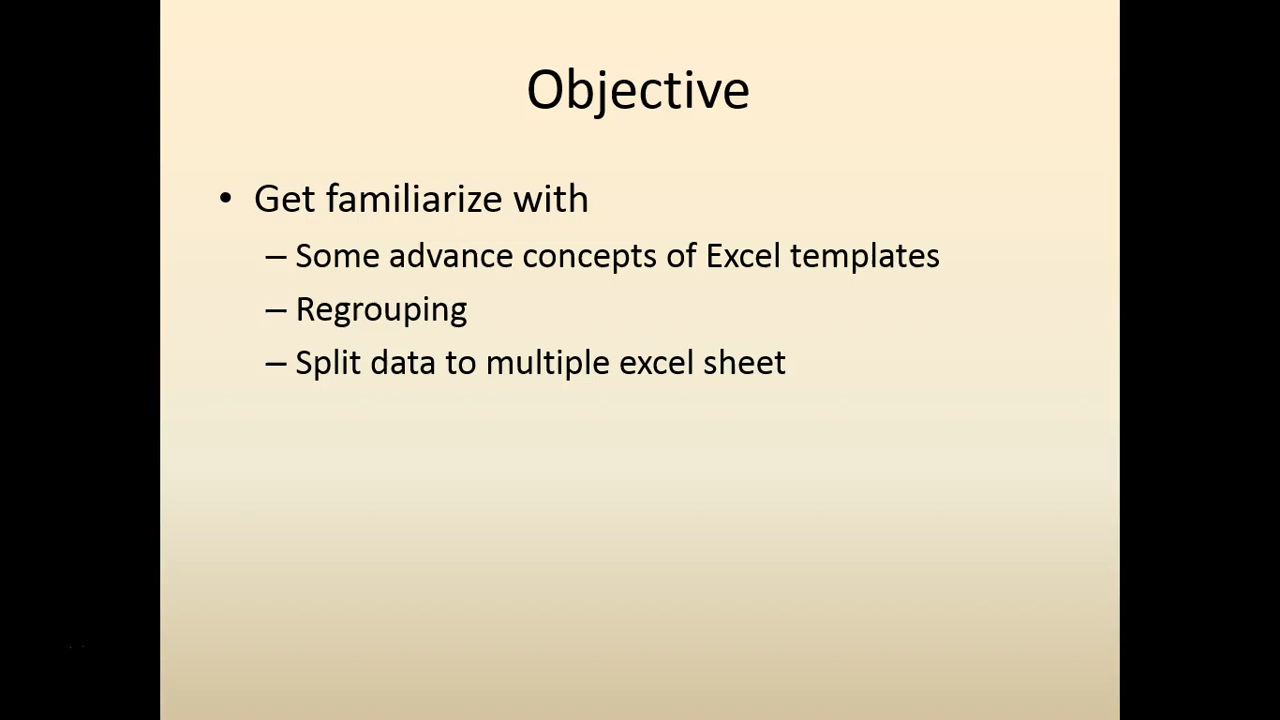 Objective
• Get familiarize with
– Some advance concepts of Excel templates
– Regrouping
– Split data to multiple excel sheet